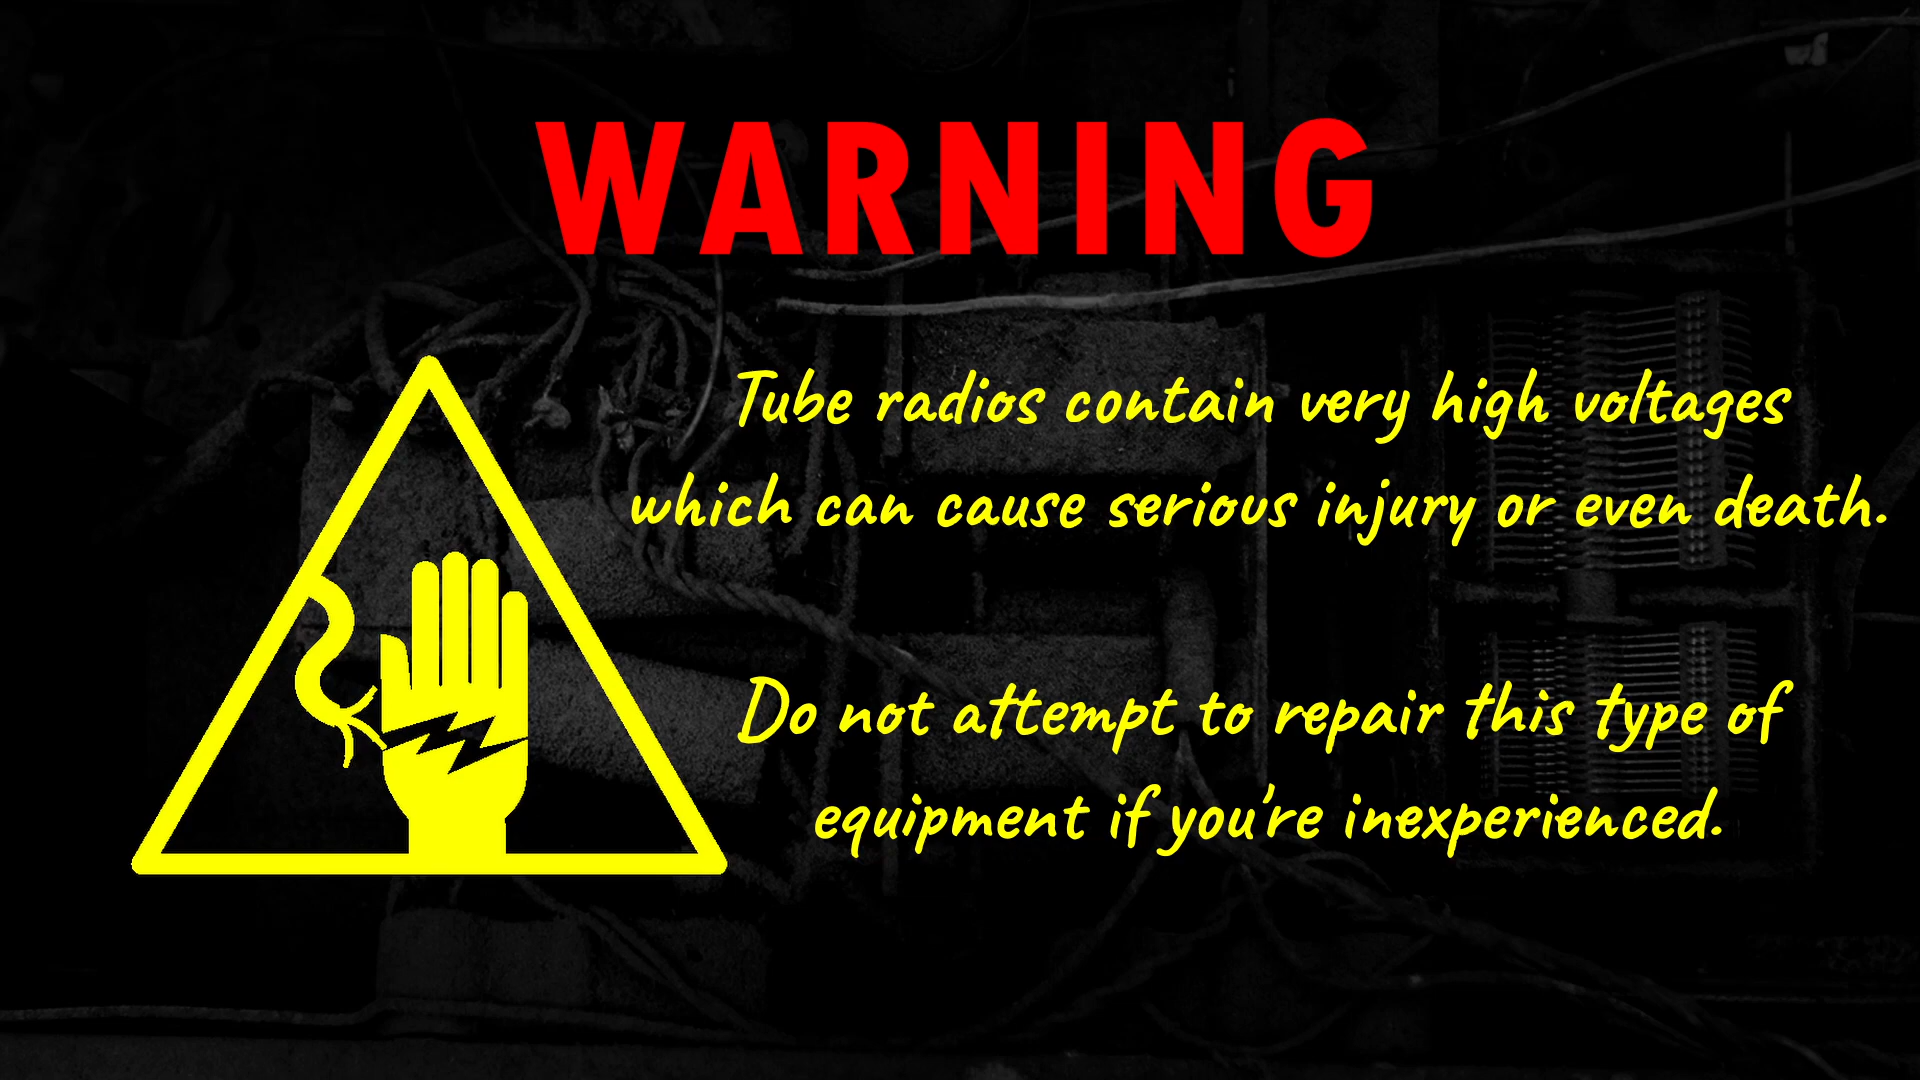 WARNING
Tube radios contain very high voltages
which can cause serious injury or even death.
Do not attempt to repair this type of
equipment if you're inexperienced.